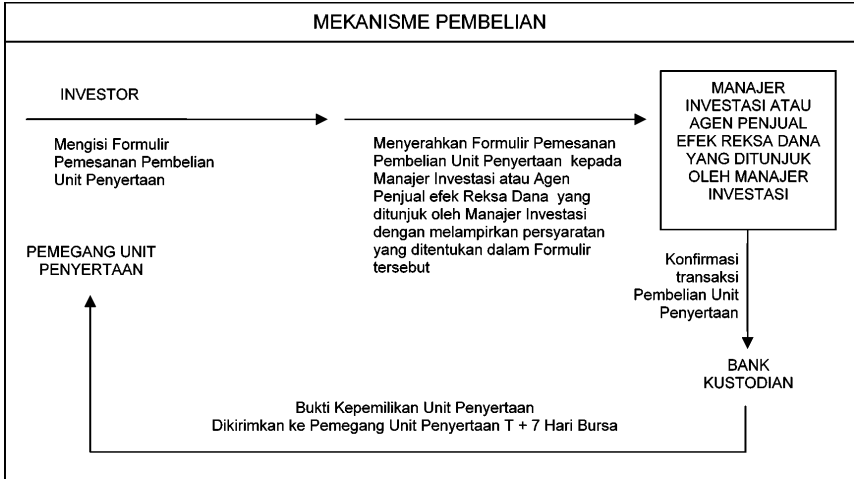 MEKANISME PEMBELIAN
INVESTOR
Mengisi Formulir
Pemesanan Pembelian
Unit Penyertaan
Menyerahkan Formulir Pemesanan
Pembelian Unit Penyertaan kepada
Manajer Investasi atau Agen
Penjual efek Reksa Dana yang
ditunjuk oleh Manajer Investasi
dengan melampirkan persyaratan
yang ditentukan dalam Formulir
tersebut
MANAJER
INVESTASI ATAU
AGEN PENJUAL
EFEK REKSA DANA
YANG DITUNJUK
OLEH MANAJER
INVESTASI
Konfirmasi
transaksi
Pembelian Unit
Penyertaan
BANK
KUSTODIAN
Bukti Kepemilikan Unit Penyertaan
Dikirimkan ke Pemegang Unit Penyertaan T + 7 Hari Bursa
PEMEGANG UNIT
PENYERTAAN